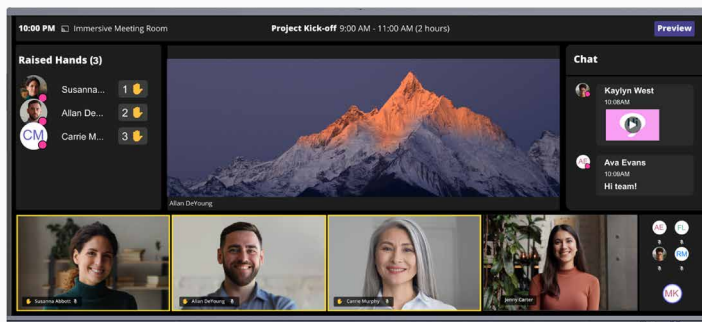 10:00 PM Immersive Meeting Room
Project Kick-off 9:00 AM - 11:00 AM (2 hours)
Preview
Raised Hands (3)
Susanna... 1
Allan De... 2
CM Carrie M... 3
Allan DeYoung
Chat
Kaylyn West
10:08AM
AE Ava Evans
10:09AM
Hi team!
Susanna Abbott
Allan DeYoung
Carrie Murphy
Jenny Carter
AE FL
RM
MK